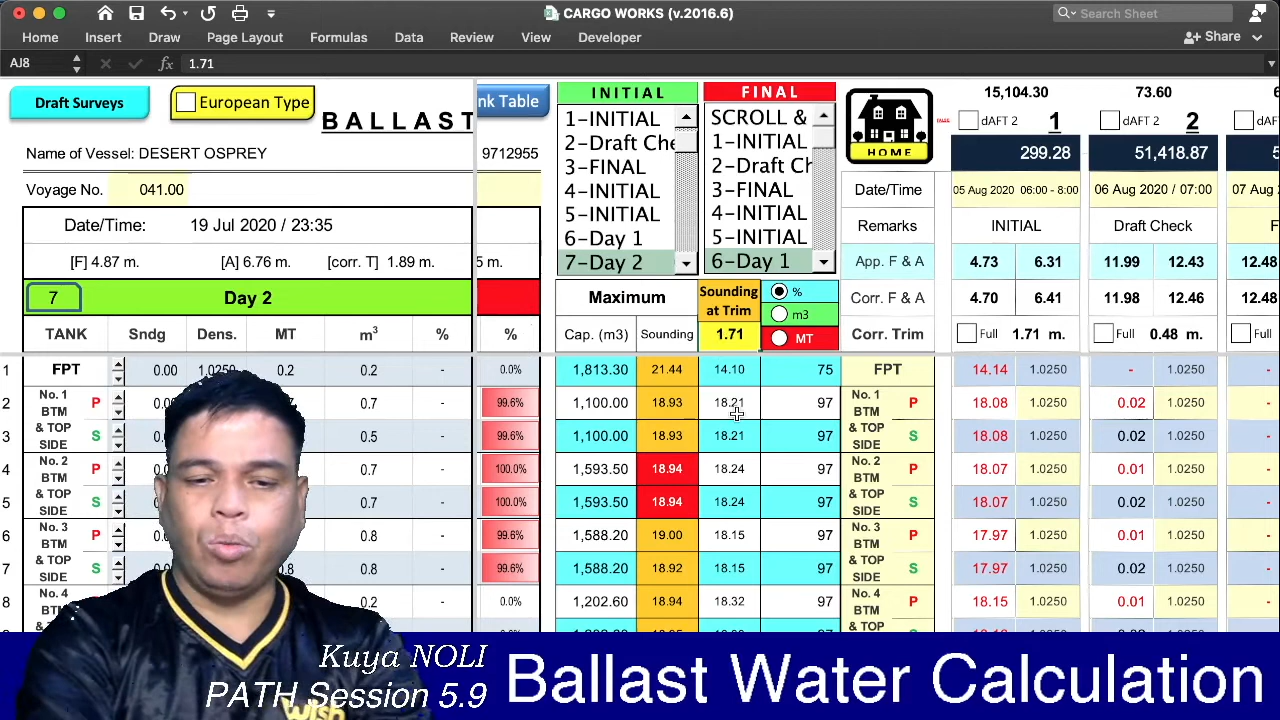 CARGO WORKS (v.2016.6)
Search Sheet
Home Insert Draw Page Layout Formulas Data Review View Developer Share
AJ8 fx 1.71
Draft Surveys
European Type
BALLAST
nk Table
Name of Vessel: DESERT OSPREY 9712955
Voyage No. 041.00
Date/Time: 19 Jul 2020 / 23:35
[F] 4.87 m. [A] 6.76 m. [corr. T] 1.89 m. 5 m.
7 Day 2
TANK Sndg Dens. MT m³ % %
INITIAL
1-INITIAL
2-Draft Che
3-FINAL
4-INITIAL
5-INITIAL
6-Day 1
7-Day 2
FINAL
SCROLL &
1-INITIAL
2-Draft Ch
3-FINAL
4-INITIAL
5-INITIAL
6-Day 1
Maximum
Cap. (m3) Sounding
Sounding
at Trim
1.71
%
m3
MT
HOME
15,104.30 73.60
dAFT 2 1 dAFT 2 2
299.28 51,418.87
Date/Time 05 Aug 2020 06:00 - 8:00 06 Aug 2020 / 07:00 07 Aug
Remarks INITIAL Draft Check F
App. F & A 4.73 6.31 11.99 12.43 12.48
Corr. F & A 4.70 6.41 11.98 12.46 12.48
Corr. Trim Full 1.71 m. Full 0.48 m. Full
1 FPT 0.00 1.0250 0.2 0.2 - 0.0% 1,813.30 21.44 14.10 75 FPT 14.14 1.0250 - 1.0250 -
2 No. 1 BTM P 0.00 0.7 - 99.6% 1,100.00 18.93 18.21 97 No. 1 BTM P 18.08 1.0250 0.02 1.0250 -
3 & TOP SIDE S 0.5 - 99.6% 1,100.00 18.93 18.21 97 & TOP SIDE S 18.08 1.0250 0.02 1.0250 -
4 No. 2 BTM P 0.7 - 100.0% 1,593.50 18.94 18.24 97 No. 2 BTM P 18.07 1.0250 0.01 1.0250 -
5 & TOP SIDE S 0.7 - 100.0% 1,593.50 18.94 18.24 97 & TOP SIDE S 18.07 1.0250 0.02 1.0250 -
6 No. 3 BTM P 0.8 - 99.6% 1,588.20 19.00 18.15 97 No. 3 BTM P 17.97 1.0250 0.01 1.0250 -
7 & TOP SIDE S 0.8 - 99.6% 1,588.20 18.92 18.15 97 & TOP SIDE S 17.97 1.0250 0.02 1.0250 -
8 No. 4 BTM P 0.2 - 0.0% 1,202.60 18.94 18.32 97 No. 4 BTM P 18.15 1.0250 0.01 1.0250 -
& TOP & TOP
Kuya NOLI
PATH Session 5.9
Ballast Water Calculation
wish